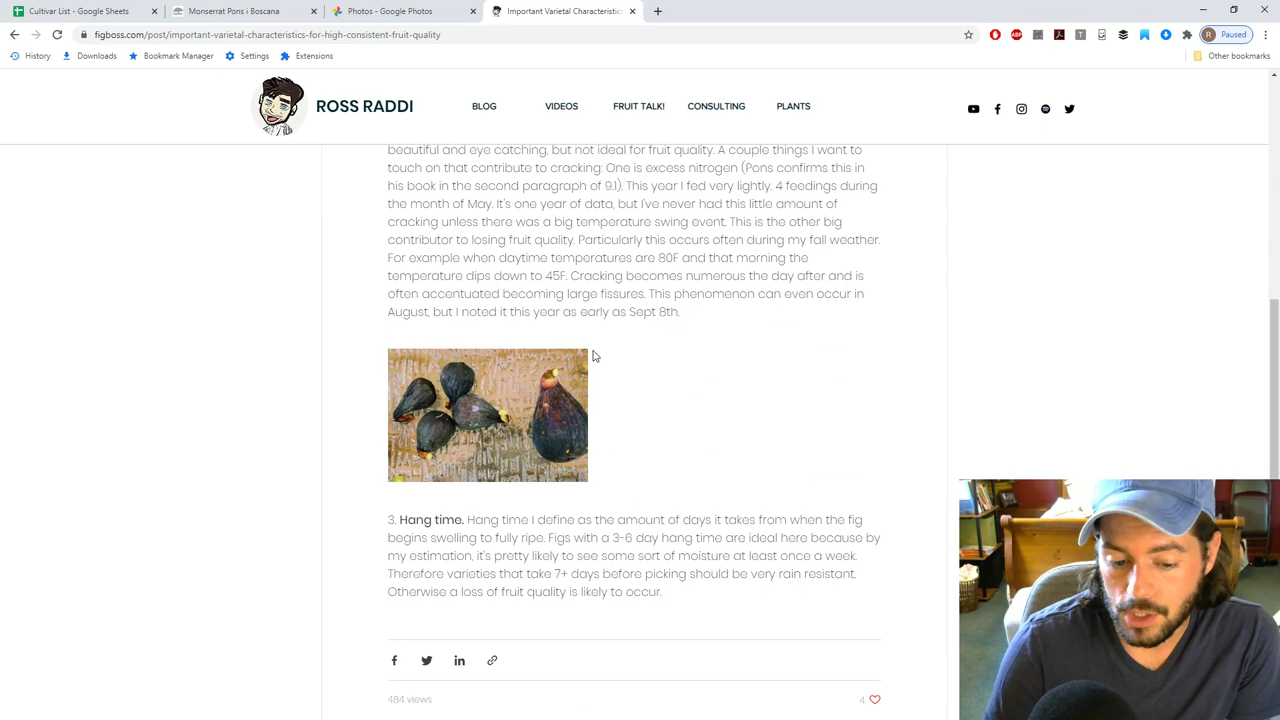 Cultivar List - Google Sheets
Monserrat Pons i Boscana
Photos - Google Photos
Important Varietal Characteristics
figboss.com/post/important-varietal-characteristics-for-high-consistent-fruit-quality
R Paused
History Downloads Bookmark Manager Settings Extensions Other bookmarks
ROSS RADDI BLOG VIDEOS FRUIT TALK! CONSULTING PLANTS
beautiful and eye catching, but not ideal for fruit quality. A couple things I want to
touch on that contribute to cracking: One is excess nitrogen (Pons confirms this in
his book in the second paragraph of 9.1). This year I fed very lightly. 4 feedings during
the month of May. It's one year of data, but I've never had this little amount of
cracking unless there was a big temperature swing event. This is the other big
contributor to losing fruit quality. Particularly this occurs often during my fall weather.
For example when daytime temperatures are 80F and that morning the
temperature dips down to 45F. Cracking becomes numerous the day after and is
often accentuated becoming large fissures. This phenomenon can even occur in
August, but I noted it this year as early as Sept 8th.
3. Hang time. Hang time I define as the amount of days it takes from when the fig
begins swelling to fully ripe. Figs with a 3-6 day hang time are ideal here because by
my estimation, it's pretty likely to see some sort of moisture at least once a week.
Therefore varieties that take 7+ days before picking should be very rain resistant.
Otherwise a loss of fruit quality is likely to occur.
484 views 4